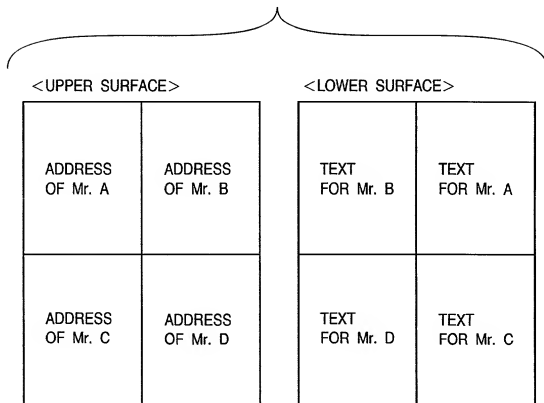 <UPPER SURFACE>
<LOWER SURFACE>
ADDRESS
OF Mr. A
ADDRESS
OF Mr. B
TEXT
FOR Mr. B
TEXT
FOR Mr. A
ADDRESS
OF Mr. C
ADDRESS
OF Mr. D
TEXT
FOR Mr. D
TEXT
FOR Mr. C